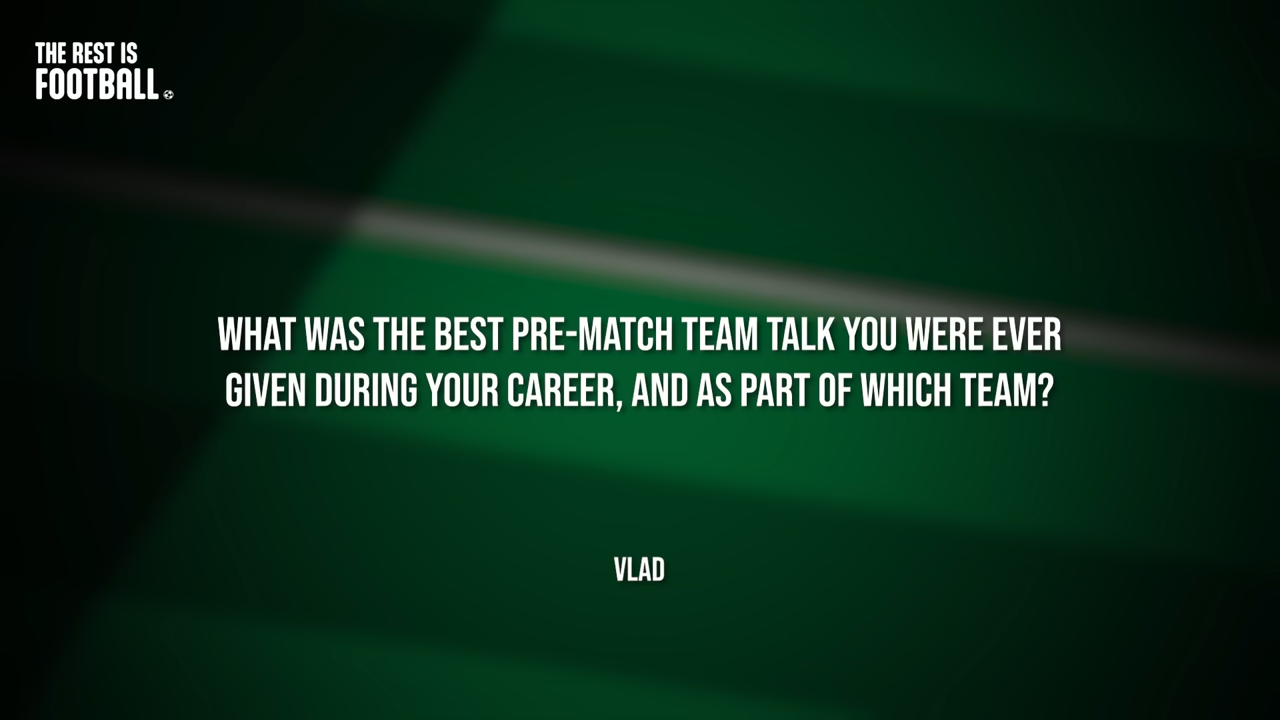 THE REST IS
FOOTBALL.
WHAT WAS THE BEST PRE-MATCH TEAM TALK YOU WERE EVER
GIVEN DURING YOUR CAREER, AND AS PART OF WHICH TEAM?
VLAD